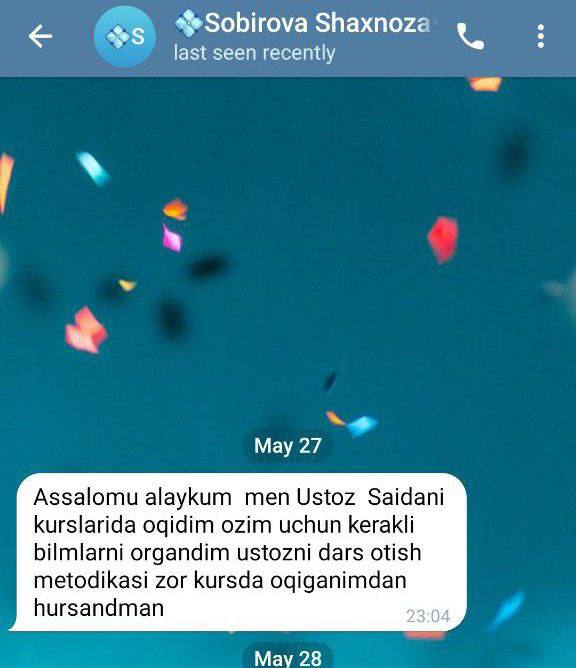 S
Sobirova Shaxnoza
last seen recently
May 27
Assalomu alaykum men Ustoz Saidani
kurslarida oqidim ozim uchun kerakli
bilmlarni organdim ustozni dars otish
metodikasi zor kursda oqiganimdan
hursandman
23:04
May 28